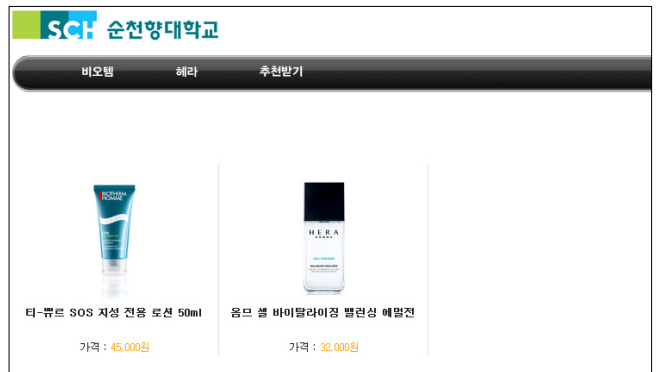 SCH 순천향대학교
비오템 헤라 추천받기
BIOTHERM
HOMME
HERA
HOMME
티-쀼르 SOS 지성 전용 로션 50ml
옴므 셀 바이탈라이징 밸런싱 에멀전
가격 : 45,000원
가격 : 32,000원